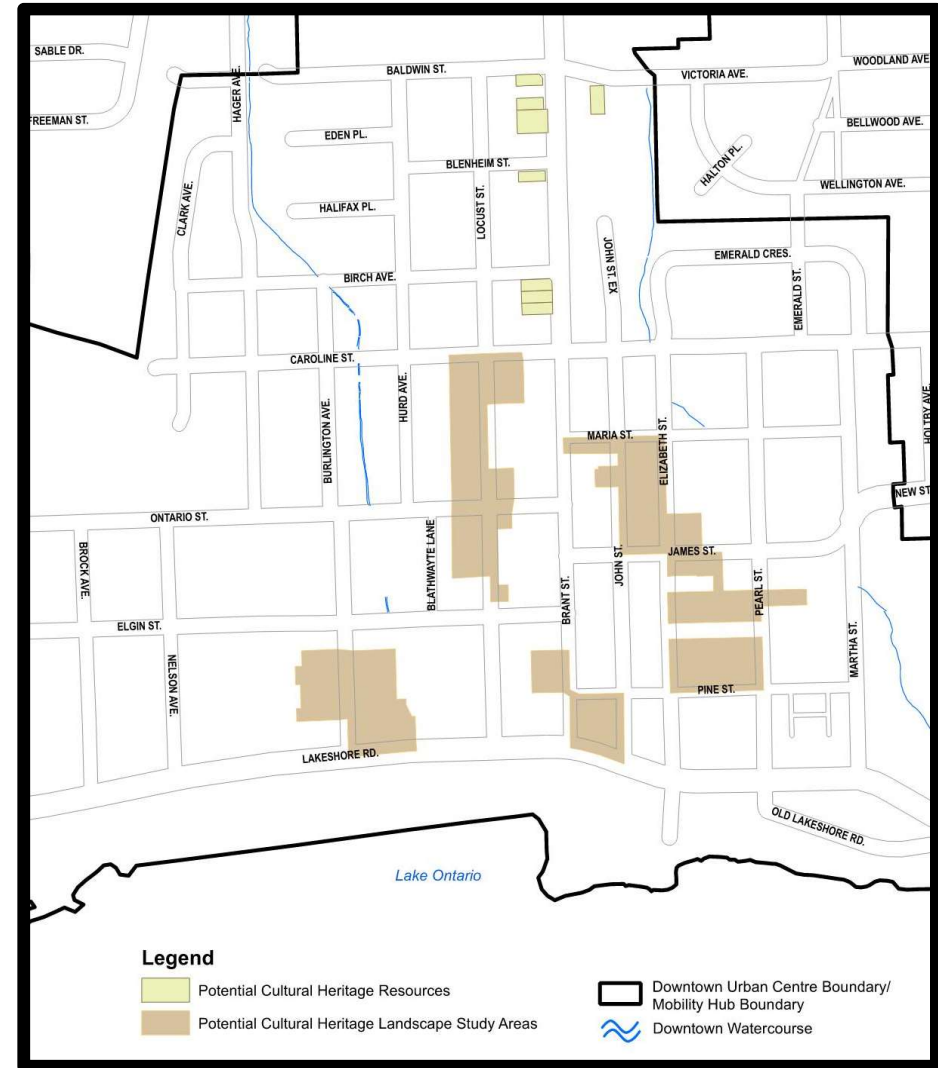 SABLE DR.
BALDWIN ST.
VICTORIA AVE.
WOODLAND AVE
HAGER AVE.
FREEMAN ST.
EDEN PL.
BELLWOOD AVE.
BLENHEIM ST.
HALTON PL.
WELLINGTON AVE.
CLARK AVE.
HALIFAX PL.
LOCUST ST.
JOHN ST. EX
EMERALD CRES.
BIRCH AVE.
EMERALD ST.
CAROLINE ST.
HURD AVE.
HOLTBY AVE.
BURLINGTON AVE.
MARIA ST.
ELIZABETH ST.
NEW ST
ONTARIO ST.
BROCK AVE.
BLATHWAYTE LANE
JAMES ST.
JOHN ST.
BRANT ST.
PEARL ST.
ELGIN ST.
MARTHA ST.
NELSON AVE.
PINE ST.
LAKESHORE RD.
OLD LAKESHORE RD.
Lake Ontario
Legend
Potential Cultural Heritage Resources
Potential Cultural Heritage Landscape Study Areas
Downtown Urban Centre Boundary/
Mobility Hub Boundary
Downtown Watercourse